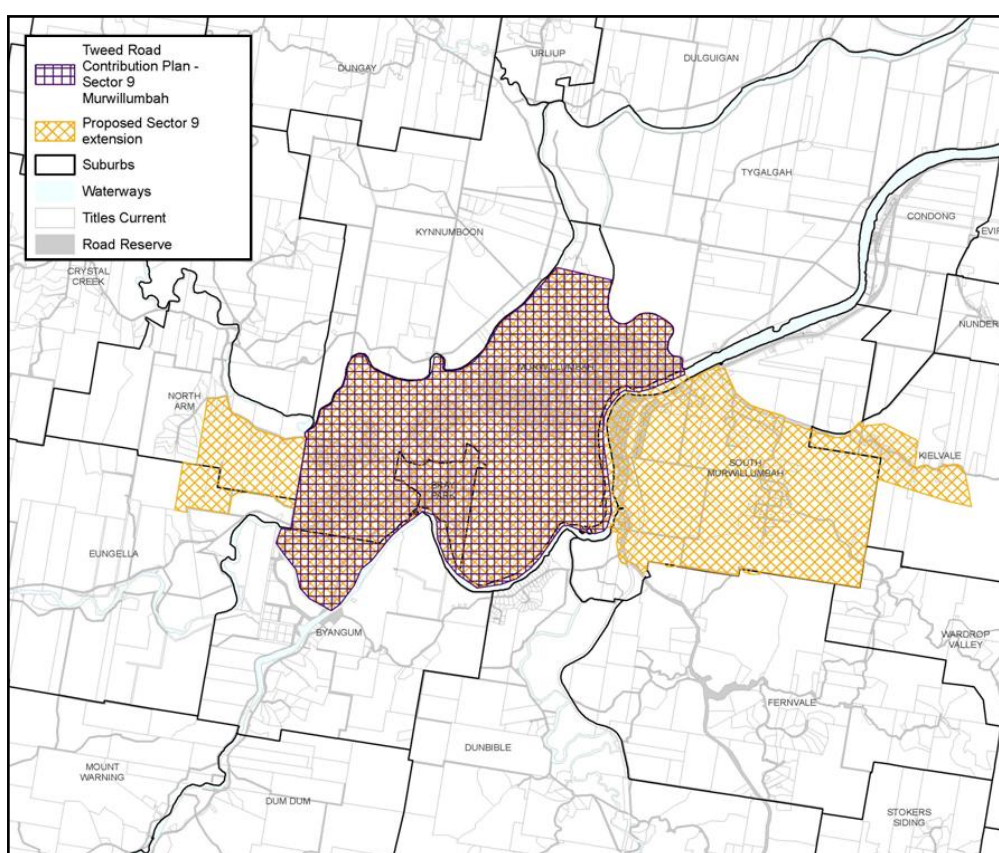 Tweed Road
Contribution Plan -
Sector 9
Murwillumbah
Proposed Sector 9
extension
Suburbs
Waterways
Titles Current
Road Reserve
URLIUP
DUNGAY
DULGUIGAN
TYGALGAH
CONDONG
KYNNUMBOON
CRYSTAL
CREEK
NUNDER
MURWILLUMBAH
NORTH
ARM
KIELVALE
SOUTH
MURWILLUMBAH
BRAY
PARK
EUNGELLA
BYANGUM
WARDROP
VALLEY
FERNVALE
DUNBIBLE
MOUNT
WARNING
DUM DUM
STOKERS
SIDING